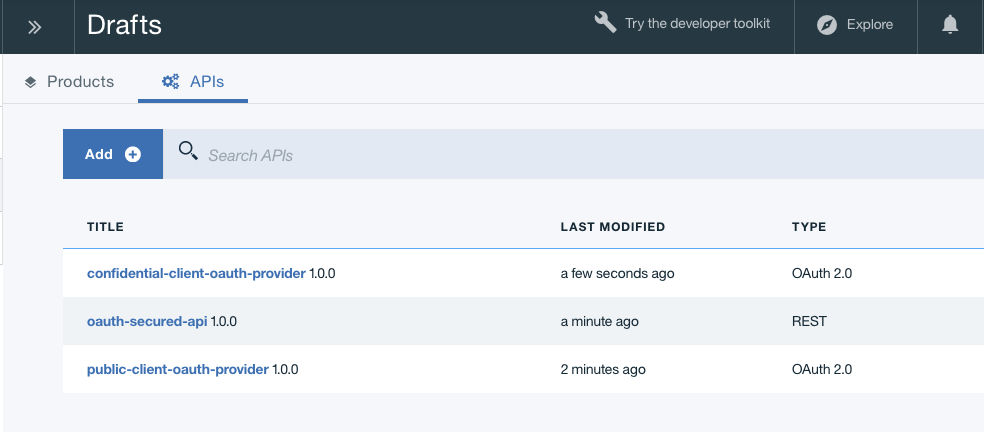 Drafts
Try the developer toolkit
Explore
Products
APIs
Add
Search APIs
TITLE LAST MODIFIED TYPE
confidential-client-oauth-provider 1.0.0 a few seconds ago OAuth 2.0
oauth-secured-api 1.0.0 a minute ago REST
public-client-oauth-provider 1.0.0 2 minutes ago OAuth 2.0